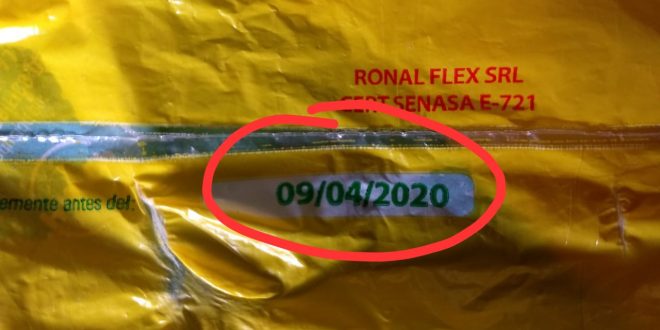 RONAL FLEX SRL
CERT SENASA E-721
emente antes del: 09/04/2020